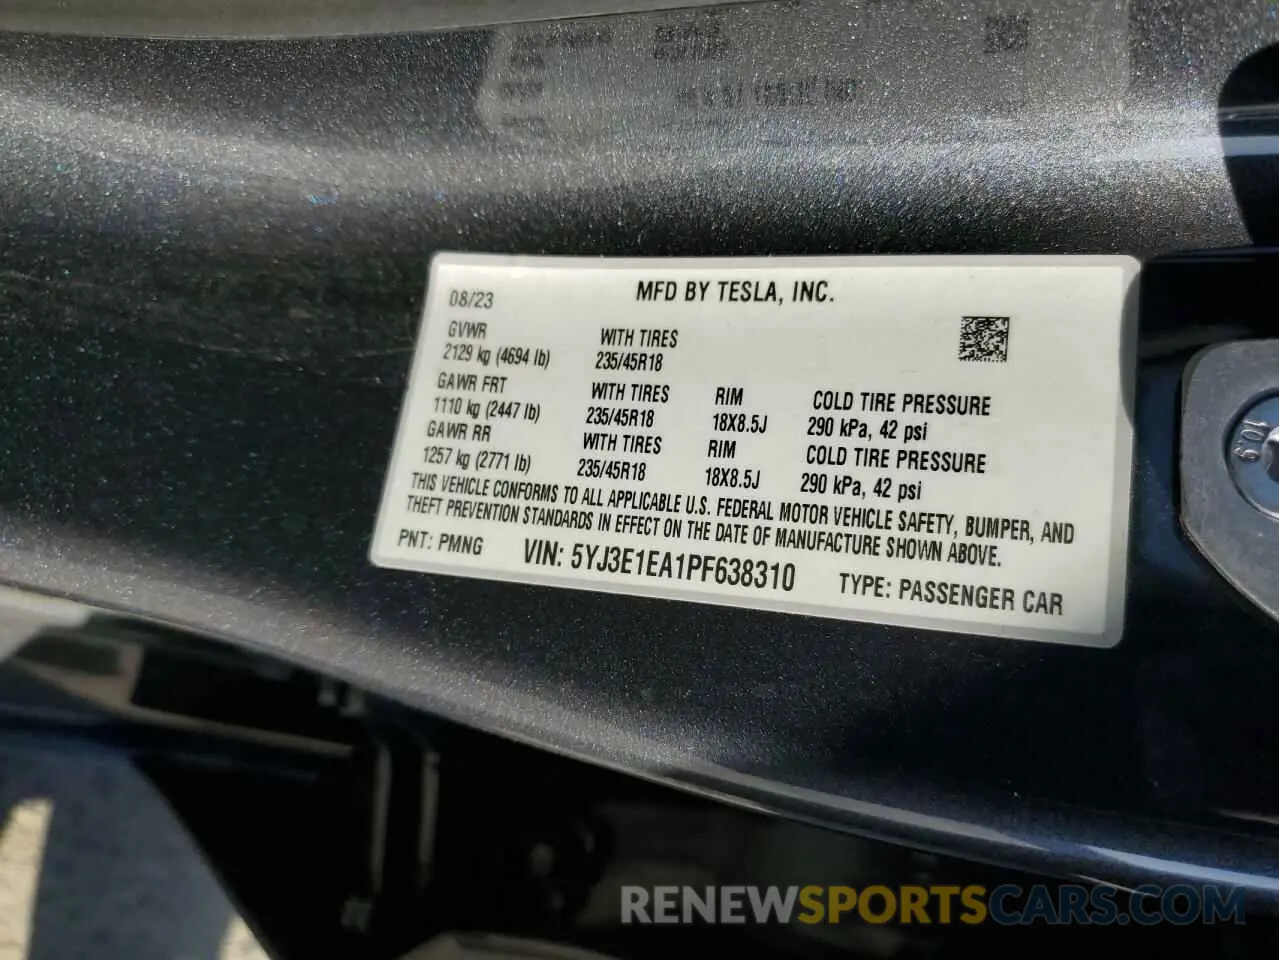 MFD BY TESLA, INC.
08/23
GVWR
2129 kg (4694 lb)
WITH TIRES
235/45R18
GAWR FRT
1110 kg (2447 lb)
WITH TIRES
235/45R18
RIM
18X8.5J
COLD TIRE PRESSURE
290 kPa, 42 psi
GAWR RR
1257 kg (2771 lb)
WITH TIRES
235/45R18
RIM
18X8.5J
COLD TIRE PRESSURE
290 kPa, 42 psi
THIS VEHICLE CONFORMS TO ALL APPLICABLE U.S. FEDERAL MOTOR VEHICLE SAFETY, BUMPER, AND
THEFT PREVENTION STANDARDS IN EFFECT ON THE DATE OF MANUFACTURE SHOWN ABOVE.
PNT: PMNG
VIN: 5YJ3E1EA1PF638310
TYPE: PASSENGER CAR
10.9
RENEWSPORTSCARS.COM